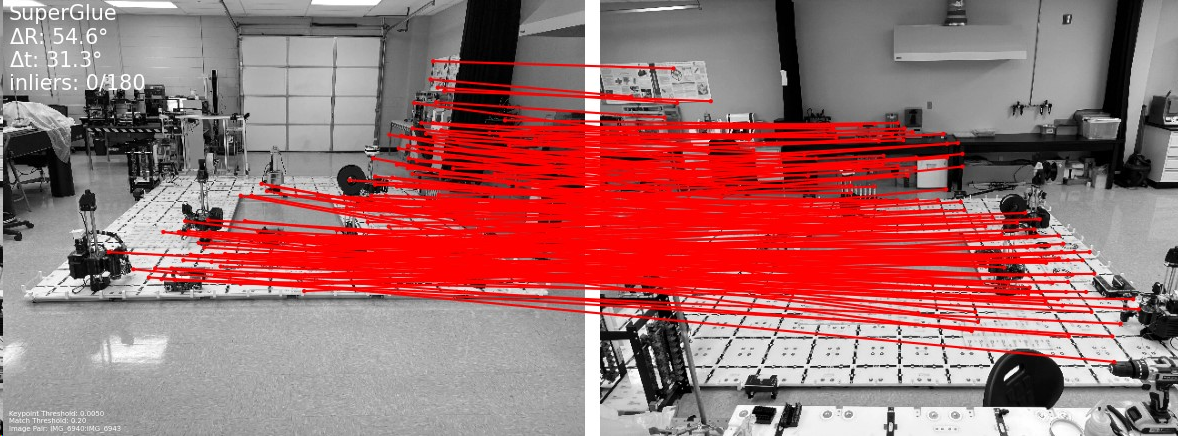 SuperGlue
ΔR: 54.6°
Δt: 31.3°
inliers: 0/180
Keypoint Threshold: 0.0050
Match Threshold: 0.20
Image Pair: IMG_6940:IMG_6943